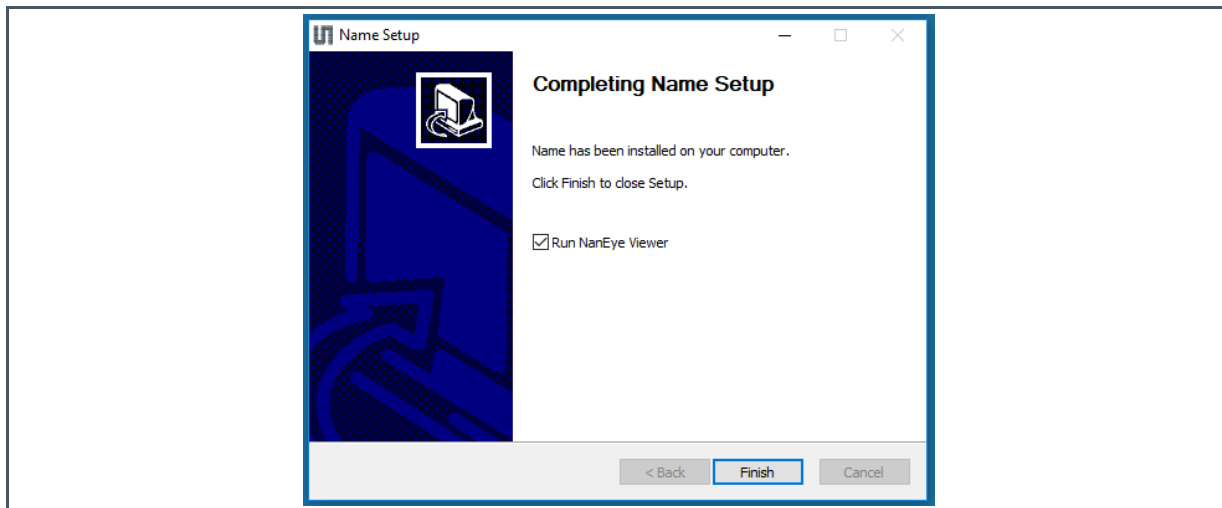 Name Setup
Completing Name Setup
Name has been installed on your computer.
Click Finish to close Setup.
Run NanEye Viewer
< Back Finish Cancel